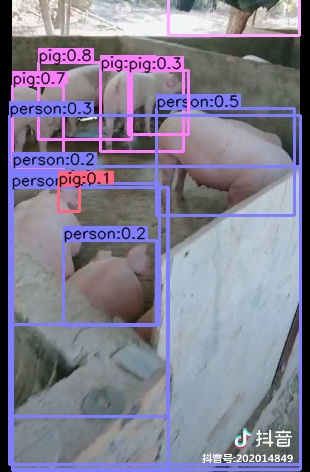 pig:0.8
pig: pig:0.3
pig:0.7
person:0.3
person:0.5
person:0.2
person pig:0.1
person:0.2
抖音
抖音号:202014849